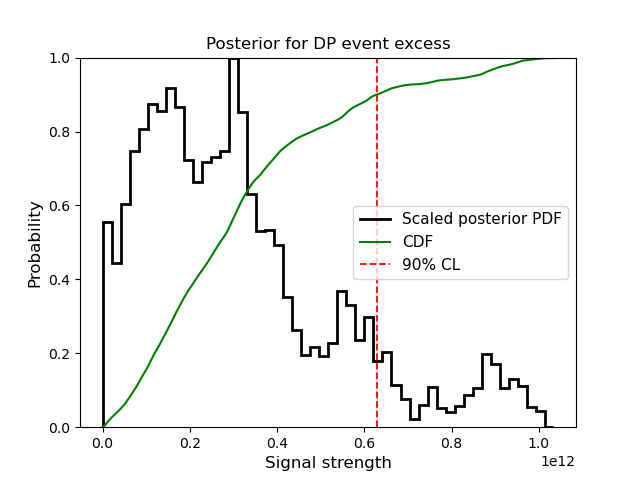 Posterior for DP event excess
1.0
0.8
0.6
0.4
0.2
0.0
Probability
Scaled posterior PDF
CDF
90% CL
0.0 0.2 0.4 0.6 0.8 1.0
1e12
Signal strength